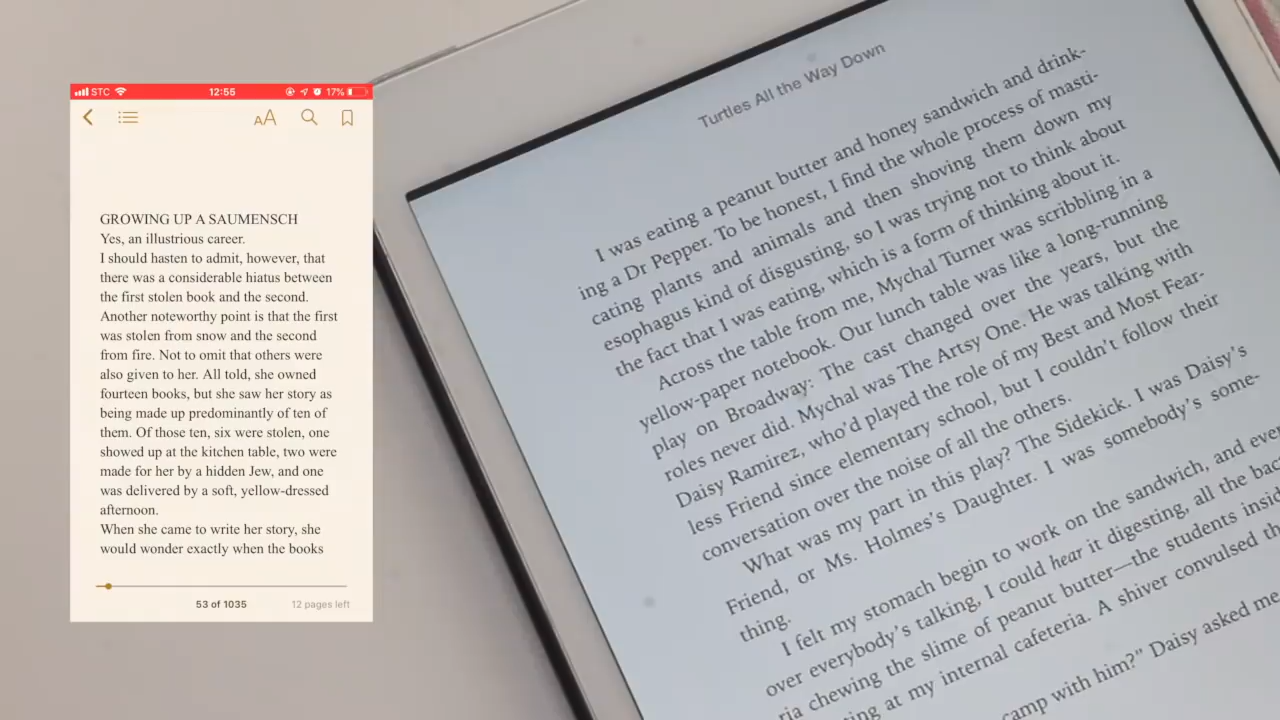 STC
12:55
17%
AA
GROWING UP A SAUMENSCH
Yes, an illustrious career.
I should hasten to admit, however, that
there was a considerable hiatus between
the first stolen book and the second.
Another noteworthy point is that the first
was stolen from snow and the second
from fire. Not to omit that others were
also given to her. All told, she owned
fourteen books, but she saw her story as
being made up predominantly of ten of
them. Of those ten, six were stolen, one
showed up at the kitchen table, two were
made for her by a hidden Jew, and one
was delivered by a soft, yellow-dressed
afternoon.
When she came to write her story, she
would wonder exactly when the books
53 of 1035
12 pages left
Turtles All the Way Down
I was eating a peanut butter and honey sandwich and drink-
ing a Dr Pepper. To be honest, I find the whole process of masti-
cating plants and animals and then shoving them down my
esophagus kind of disgusting, so I was trying not to think about
the fact that I was eating, which is a form of thinking about it.
Across the table from me, Mychal Turner was scribbling in a
yellow-paper notebook. Our lunch table was like a long-running
play on Broadway: The cast changed over the years, but the
roles never did. Mychal was The Artsy One. He was talking with
Daisy Ramirez, who'd played the role of my Best and Most Fear-
less Friend since elementary school, but I couldn't follow their
conversation over the noise of all the others.
What was my part in this play? The Sidekick. I was Daisy's
Friend, or Ms. Holmes's Daughter. I was somebody's some-
thing.
I felt my stomach begin to work on the sandwich, and even
over everybody's talking, I could hear it digesting, all the bac
ria chewing the slime of peanut butter—the students insid
ing at my internal cafeteria. A shiver convulsed th
camp with him?" Daisy asked me